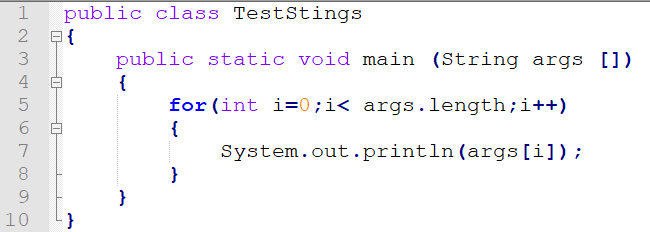 1 public class TestStings
2 {
3 public static void main (String args [])
4 {
5 for(int i=0;i< args.length;i++)
6 {
7 System.out.println(args[i]);
8 }
9 }
10 }